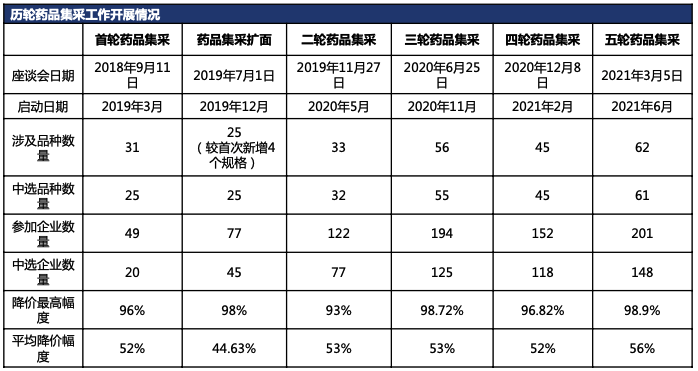 历轮药品集采工作开展情况
首轮药品集采 药品集采扩面 二轮药品集采 三轮药品集采 四轮药品集采 五轮药品集采
座谈会日期 2018年9月11日 2019年7月1日 2019年11月27日 2020年6月25日 2020年12月8日 2021年3月5日
启动日期 2019年3月 2019年12月 2020年5月 2020年11月 2021年2月 2021年6月
涉及品种数量 31 25（较首次新增4个规格） 33 56 45 62
中选品种数量 25 25 32 55 45 61
参加企业数量 49 77 122 194 152 201
中选企业数量 20 45 77 125 118 148
降价最高幅度 96% 98% 93% 98.72% 96.82% 98.9%
平均降价幅度 52% 44.63% 53% 53% 52% 56%